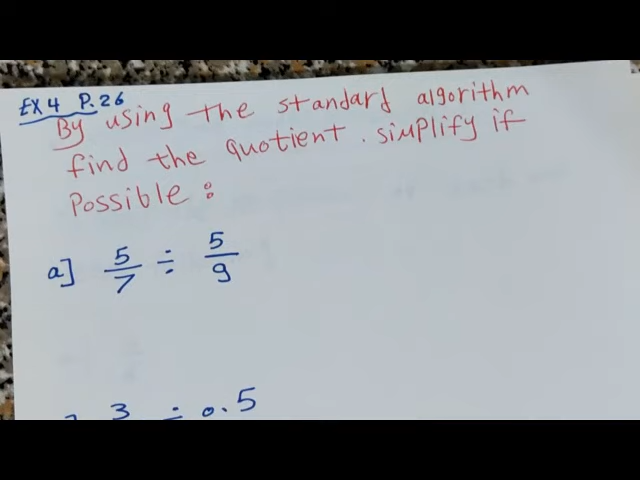 EX 4 P.26
By using the standard algorithm
find the quotient. simplify if
Possible:
a] 5/7 ÷ 5/9
3 ÷ 0.5